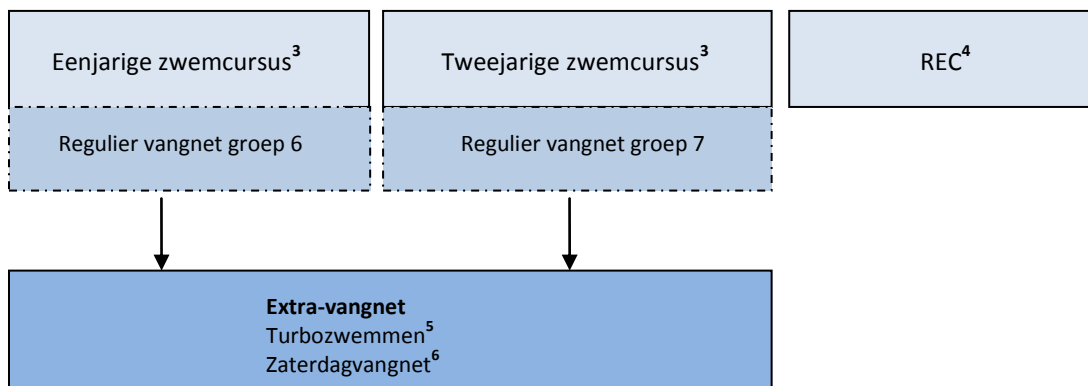 Eenjarige zwemcursus³
Tweejarige zwemcursus³
REC⁴
Regulier vangnet groep 6
Regulier vangnet groep 7
Extra-vangnet
Turbozwemmen⁵
Zaterdagvangnet⁶